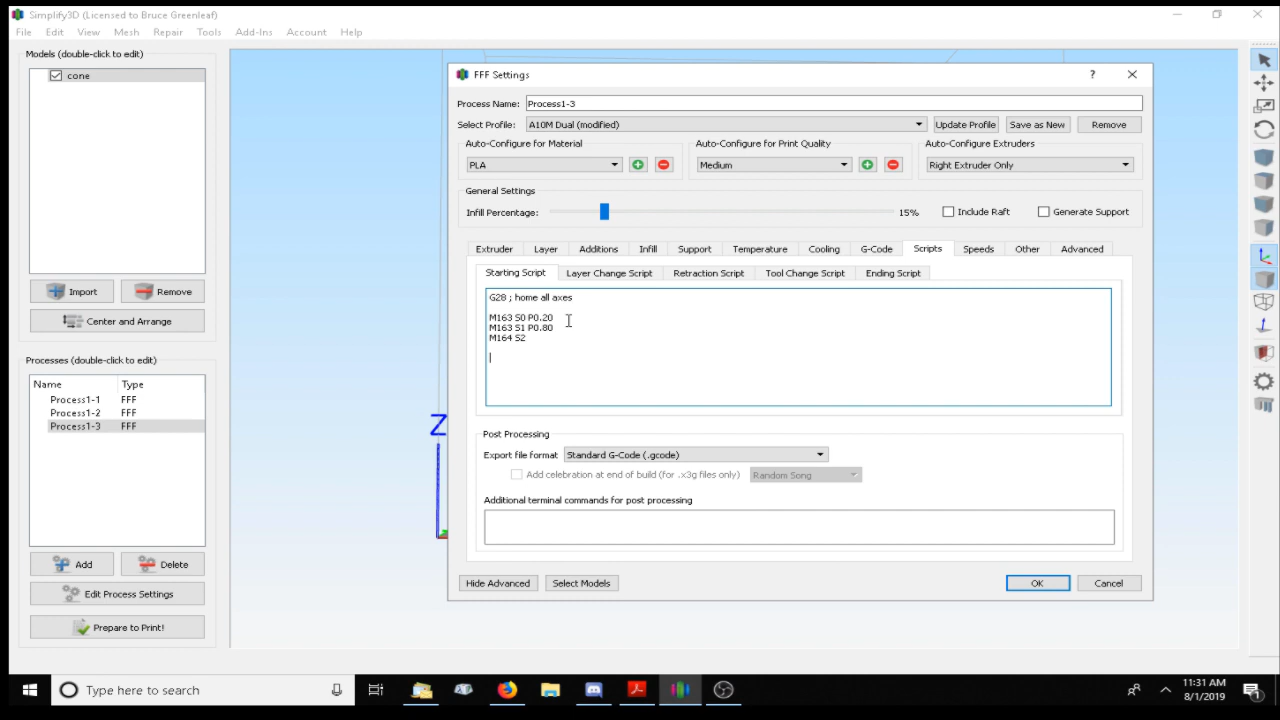 Simplify3D (Licensed to Bruce Greenleaf)
File Edit View Mesh Repair Tools Add-Ins Account Help
Models (double-click to edit)
cone
Import Remove
Center and Arrange
Processes (double-click to edit)
Name Type
Process1-1 FFF
Process1-2 FFF
Process1-3 FFF
Add Delete
Edit Process Settings
Prepare to Print!
Z
FFF Settings ?
Process Name: Process1-3
Select Profile: A10M Dual (modified) Update Profile Save as New Remove
Auto-Configure for Material Auto-Configure for Print Quality Auto-Configure Extruders
PLA Medium Right Extruder Only
General Settings
Infill Percentage: 15% Include Raft Generate Support
Extruder Layer Additions Infill Support Temperature Cooling G-Code Scripts Speeds Other Advanced
Starting Script Layer Change Script Retraction Script Tool Change Script Ending Script
G28 ; home all axes
M163 S0 P0.20
M163 S1 P0.80
M164 S2
Post Processing
Export file format Standard G-Code (.gcode)
Add celebration at end of build (for .x3g files only) Random Song
Additional terminal commands for post processing
Hide Advanced Select Models OK Cancel
Type here to search
11:31 AM
8/1/2019
1